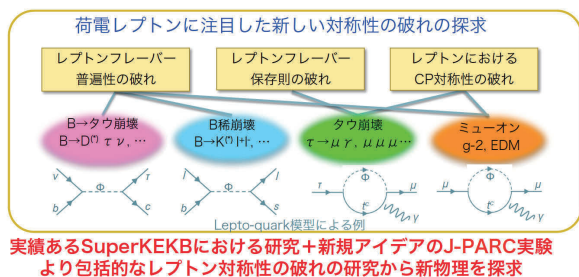 荷電レプトンに注目した新しい対称性の破れの探求
レプトンフレーバー
普遍性の破れ
レプトンフレーバー
保存則の破れ
レプトンにおける
CP対称性の破れ
B→タウ崩壊
B→D(*) τ ν, …
B稀崩壊
B→K(*) l+l-, …
タウ崩壊
τ→μ γ, μ μ μ…
ミューオン
g-2, EDM
ν
Φ
τ
b
c
l
Φ
l
b
s
τ
Φ
μ
tᶜ
γ
μ
Φ
μ
tᶜ
γ
Lepto-quark模型による例
実績あるSuperKEKBにおける研究＋新規アイデアのJ-PARC実験
より包括的なレプトン対称性の破れの研究から新物理を探求